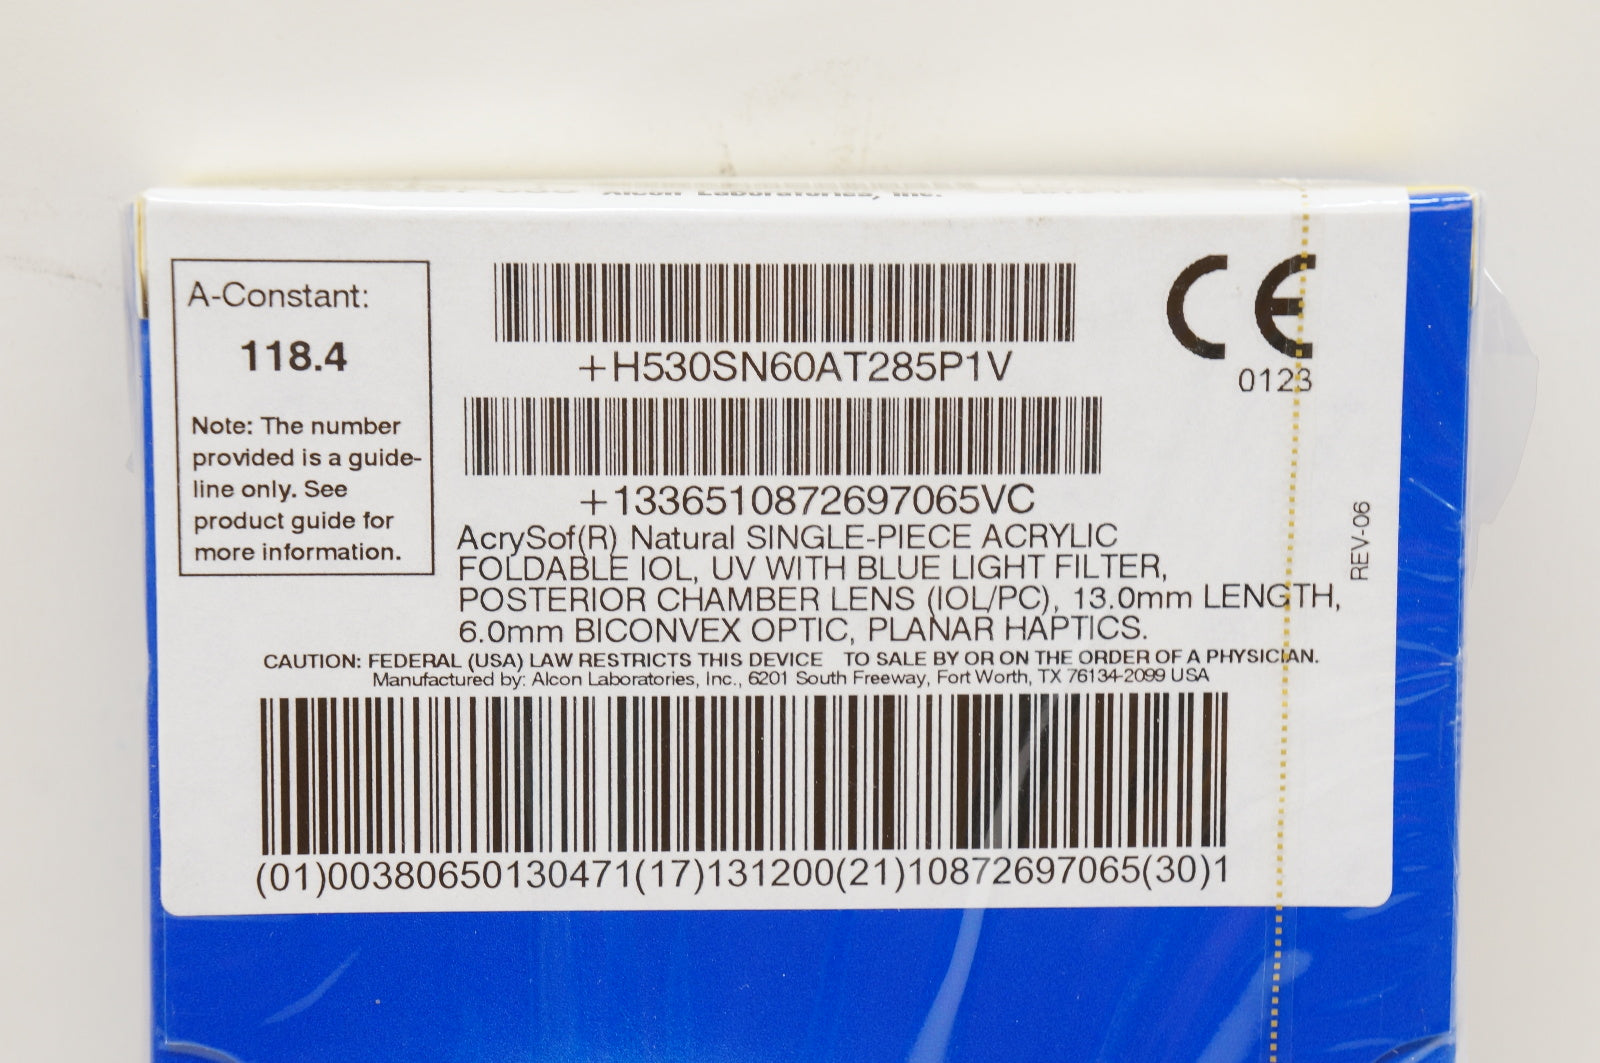 Alcon Laboratories, Inc.
A-Constant:
118.4
Note: The number
provided is a guide-
line only. See
product guide for
more information.
+H530SN60AT285P1V
CE
0123
+1336510872697065VC
AcrySof(R) Natural SINGLE-PIECE ACRYLIC
FOLDABLE IOL, UV WITH BLUE LIGHT FILTER,
POSTERIOR CHAMBER LENS (IOL/PC), 13.0mm LENGTH,
6.0mm BICONVEX OPTIC, PLANAR HAPTICS.
REV-06
CAUTION: FEDERAL (USA) LAW RESTRICTS THIS DEVICE TO SALE BY OR ON THE ORDER OF A PHYSICIAN.
Manufactured by: Alcon Laboratories, Inc., 6201 South Freeway, Fort Worth, TX 76134-2099 USA
(01)00380650130471(17)131200(21)10872697065(30)1